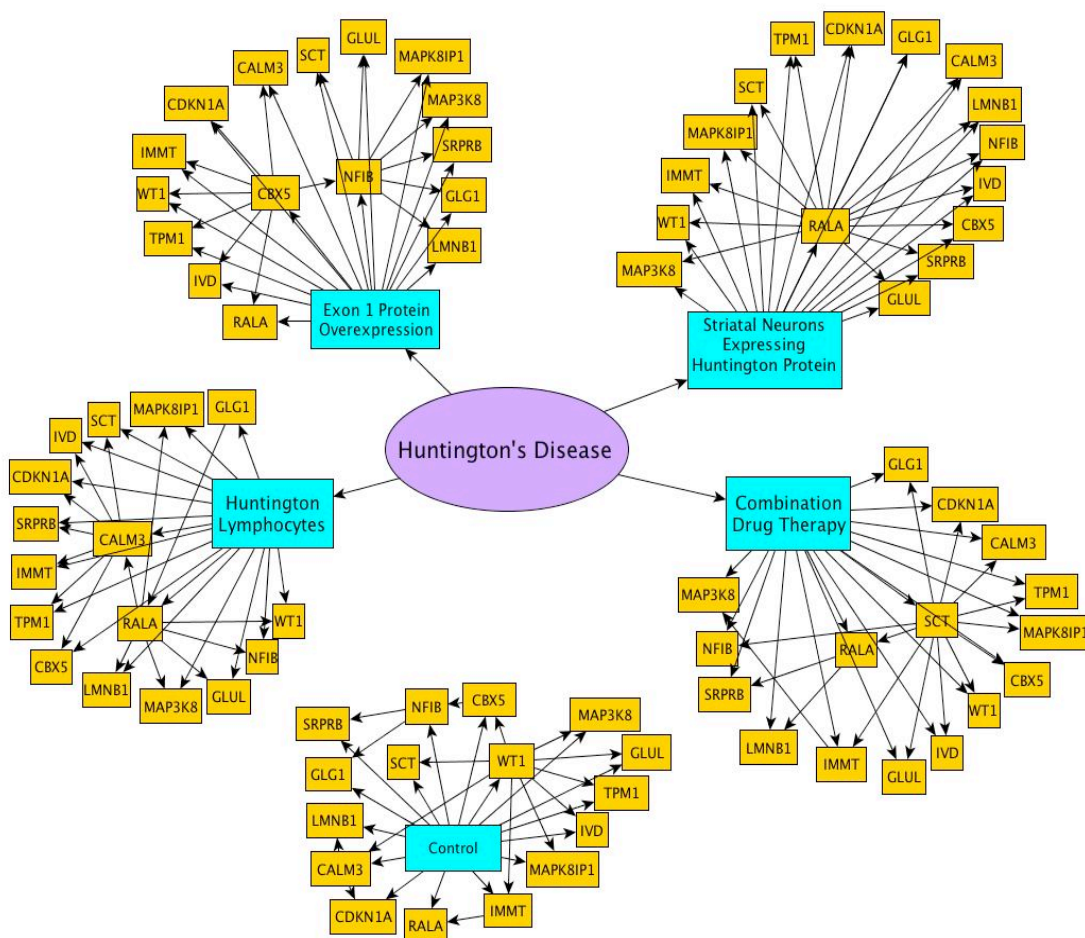 GLUL
SCT
MAPK8IP1
CALM3
CDKN1A
MAP3K8
IMMT
SRPRB
NFIB
WT1
CBX5
GLG1
TPM1
LMNB1
IVD
RALA
Exon 1 Protein
Overexpression
TPM1
CDKN1A
GLG1
CALM3
SCT
LMNB1
MAPK8IP1
NFIB
IMMT
IVD
WT1
RALA
CBX5
MAP3K8
SRPRB
GLUL
Striatal Neurons
Expressing
Huntington Protein
Huntington's Disease
SCT
MAPK8IP1
GLG1
IVD
CDKN1A
Huntington
Lymphocytes
SRPRB
CALM3
IMMT
TPM1
RALA
WT1
CBX5
NFIB
LMNB1
MAP3K8
GLUL
GLG1
Combination
Drug Therapy
CDKN1A
CALM3
MAP3K8
TPM1
SCT
MAPK8IP1
NFIB
RALA
SRPRB
CBX5
WT1
LMNB1
IMMT
GLUL
IVD
SRPRB
NFIB
CBX5
MAP3K8
GLG1
SCT
WT1
GLUL
TPM1
LMNB1
IVD
Control
CALM3
MAPK8IP1
CDKN1A
RALA
IMMT